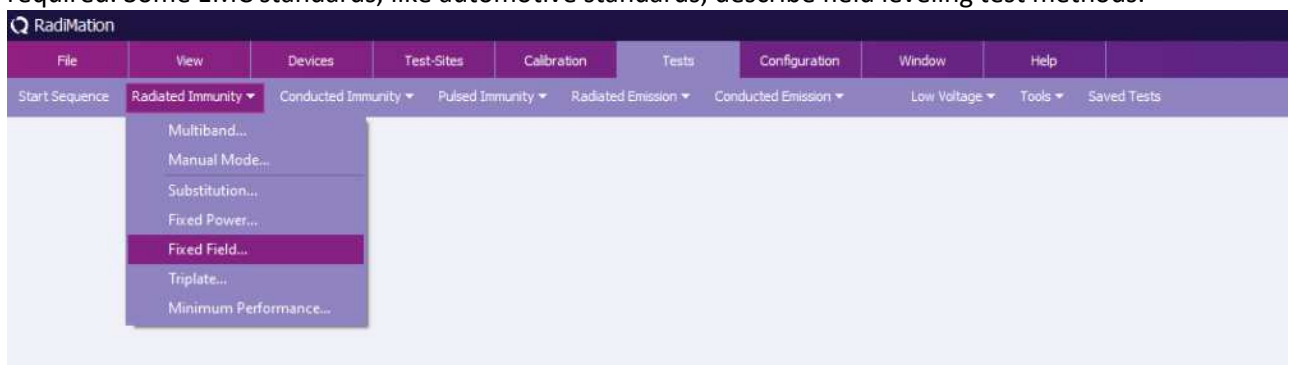 required. Some EMC standards, like automotive standards, describe field leveling test methods.
RadiMation
File View Devices Test-Sites Calibration Tests Configuration Window Help
Start Sequence Radiated Immunity Conducted Immunity Pulsed Immunity Radiated Emission Conducted Emission Low Voltage Tools Saved Tests
Multiband...
Manual Mode...
Substitution...
Fixed Power...
Fixed Field...
Triplate...
Minimum Performance...